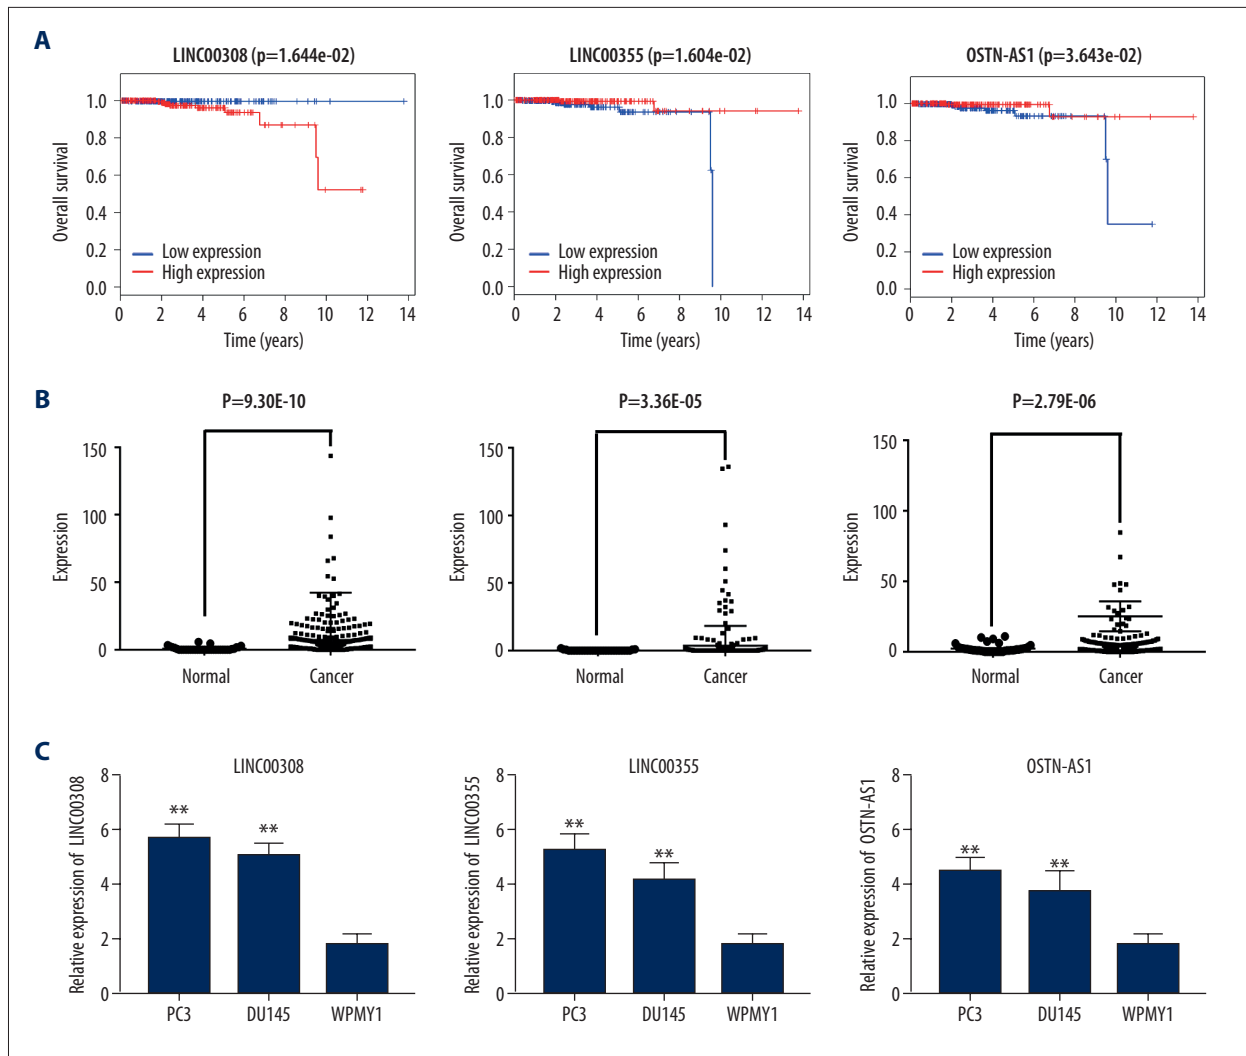 A
LINC00308 (p=1.644e-02)
LINC00355 (p=1.604e-02)
OSTN-AS1 (p=3.643e-02)
Overall survival
1.0
0.8
0.6
0.4
0.2
0.0
Low expression
High expression
0 2 4 6 8 10 12 14
Time (years)
Overall survival
1.0
0.8
0.6
0.4
0.2
0.0
Low expression
High expression
0 2 4 6 8 10 12 14
Time (years)
Overall survival
1.0
0.8
0.6
0.4
0.2
0.0
Low expression
High expression
0 2 4 6 8 10 12 14
Time (years)
B
P=9.30E-10
P=3.36E-05
P=2.79E-06
Expression
150
100
50
0
Normal Cancer
Expression
150
100
50
0
Normal Cancer
Expression
150
100
50
0
Normal Cancer
C
LINC00308
Relative expression of LINC00308
8
6
4
2
0
** **
PC3 DU145 WPMY1
LINC00355
Relative expression of LINC00355
8
6
4
2
0
** **
PC3 DU145 WPMY1
OSTN-AS1
Relative expression of OSTN-AS1
8
6
4
2
0
** **
PC3 DU145 WPMY1